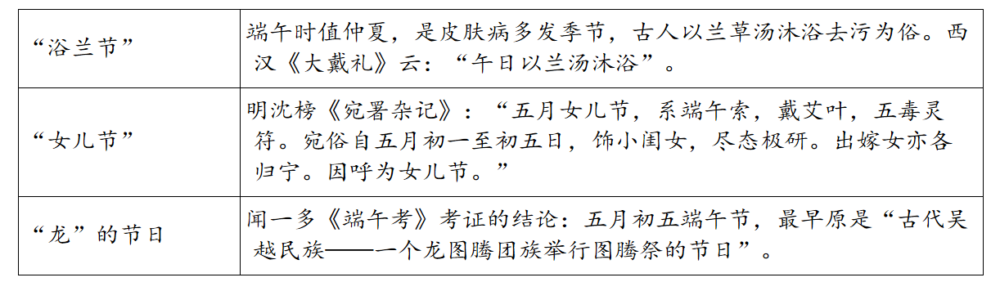 “浴兰节”
端午时值仲夏，是皮肤病多发季节，古人以兰草汤沐浴去污为俗。西
汉《大戴礼》云：“午日以兰汤沐浴”。
“女儿节”
明沈榜《宛署杂记》：“五月女儿节，系端午索，戴艾叶，五毒灵
符。宛俗自五月初一至初五日，饰小闺女，尽态极研。出嫁女亦各
归宁。因呼为女儿节。”
“龙”的节日
闻一多《端午考》考证的结论：五月初五端午节，最早原是“古代吴
越民族——一个龙图腾团族举行图腾祭的节日”。